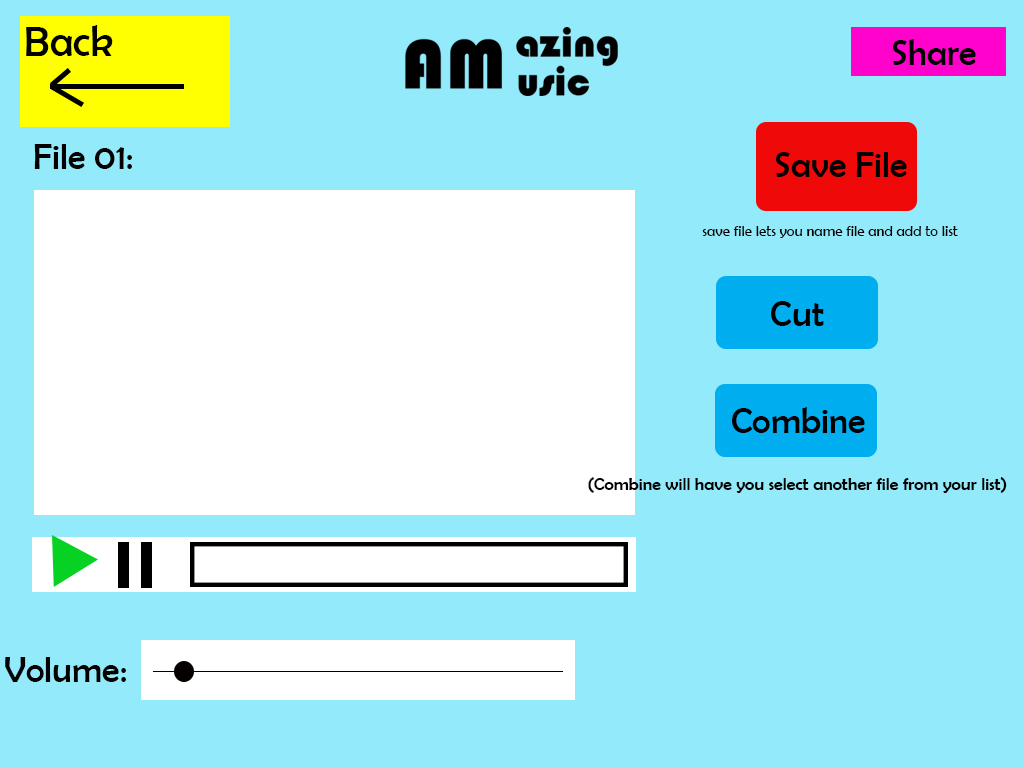 Back
AM azing
usic
Share
File 01:
Save File
save file lets you name file and add to list
Cut
Combine
(Combine will have you select another file from your list)
Volume: